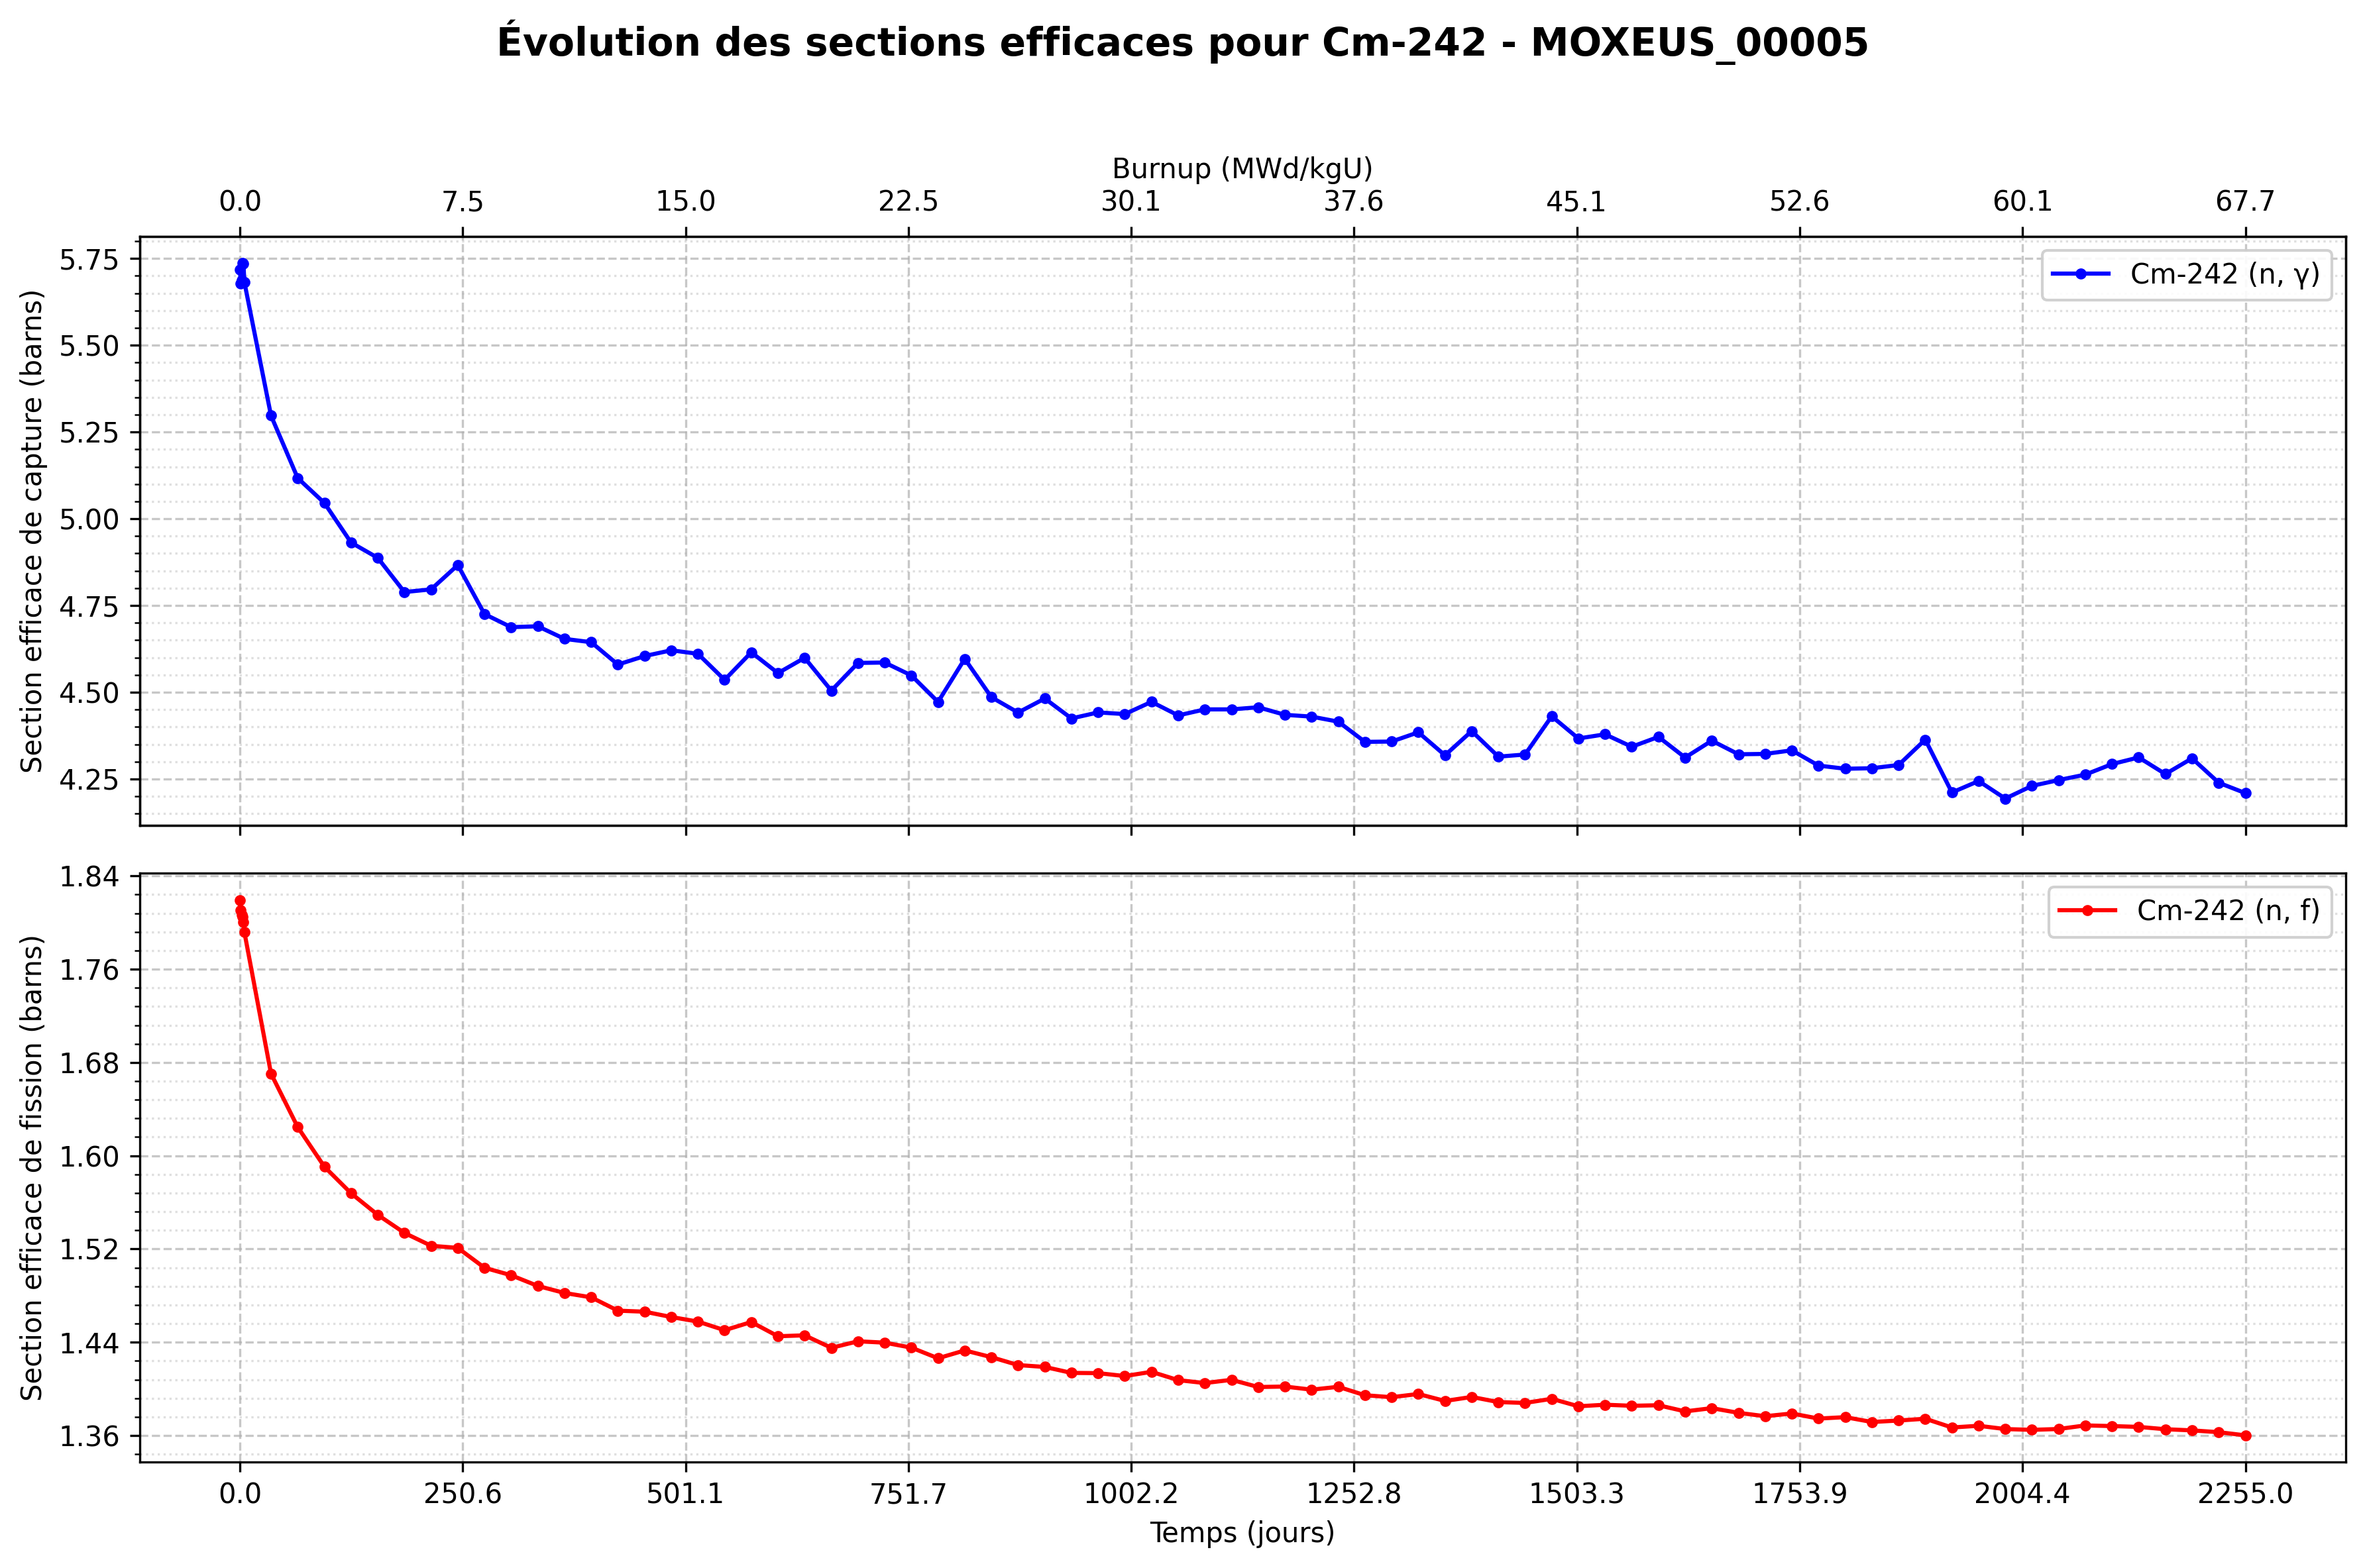 Évolution des sections efficaces pour Cm-242 - MOXEUS_00005
Burnup (MWd/kgU)
0.0 7.5 15.0 22.5 30.1 37.6 45.1 52.6 60.1 67.7
Section efficace de capture (barns)
5.75
5.50
5.25
5.00
4.75
4.50
4.25
Cm-242 (n, γ)
Section efficace de fission (barns)
1.84
1.76
1.68
1.60
1.52
1.44
1.36
Cm-242 (n, f)
0.0 250.6 501.1 751.7 1002.2 1252.8 1503.3 1753.9 2004.4 2255.0
Temps (jours)